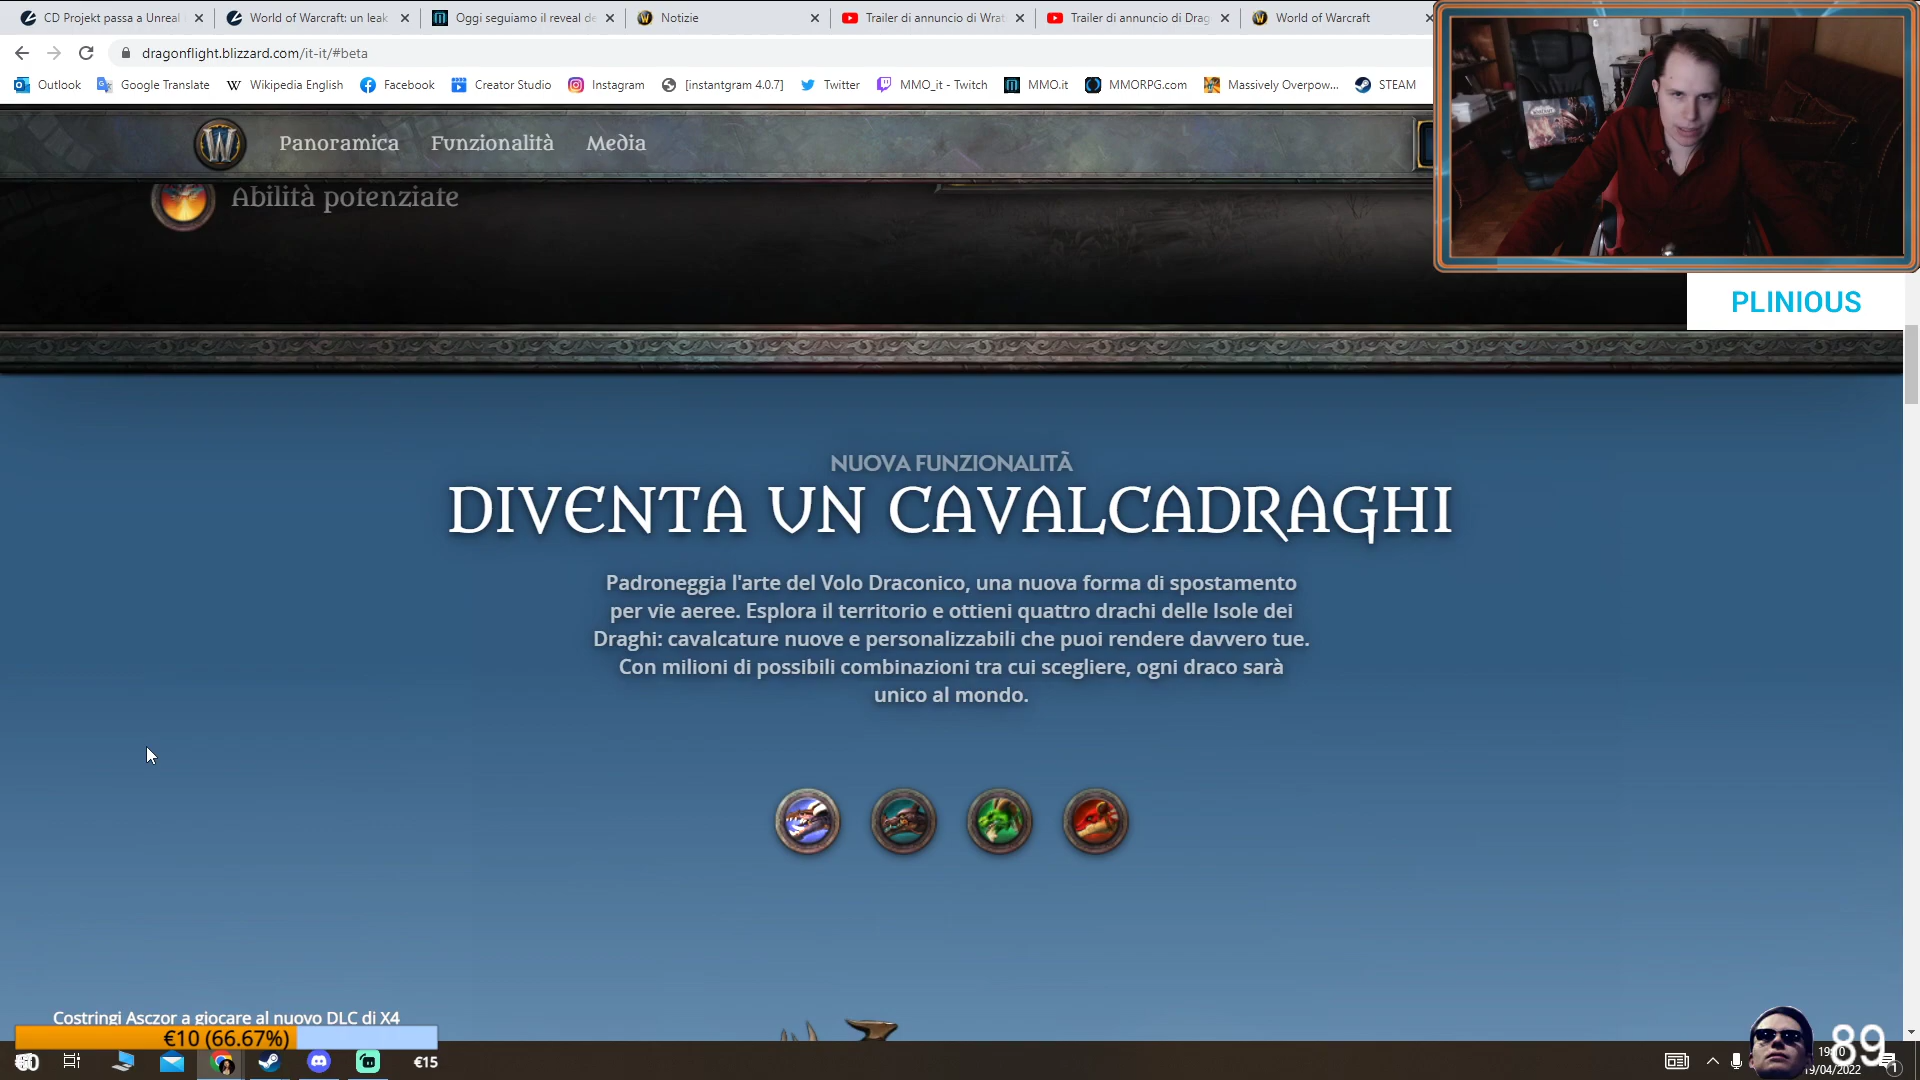 CD Projekt passa a Unreal
World of Warcraft: un leak
Oggi seguiamo il reveal de
Notizie
Trailer di annuncio di Wrat
Trailer di annuncio di Drag
World of Warcraft
dragonflight.blizzard.com/it-it/#beta
Outlook
Google Translate
Wikipedia English
Facebook
Creator Studio
Instagram
[instantgram 4.0.7]
Twitter
MMO_it - Twitch
MMO.it
MMORPG.com
Massively Overpow...
STEAM
Panoramica
Funzionalità
Media
Abilità potenziate
PLINIOUS
NUOVA FUNZIONALITÃ
DIVENTA UN CAVALCADRAGHI
Padroneggia l'arte del Volo Draconico, una nuova forma di spostamento
per vie aeree. Esplora il territorio e ottieni quattro drachi delle Isole dei
Draghi: cavalcature nuove e personalizzabili che puoi rendere davvero tue.
Con milioni di possibili combinazioni tra cui scegliere, ogni draco sarà
unico al mondo.
Costringi Asczor a giocare al nuovo DLC di X4
€10 (66.67%)
€15
89
19/04/2022
1